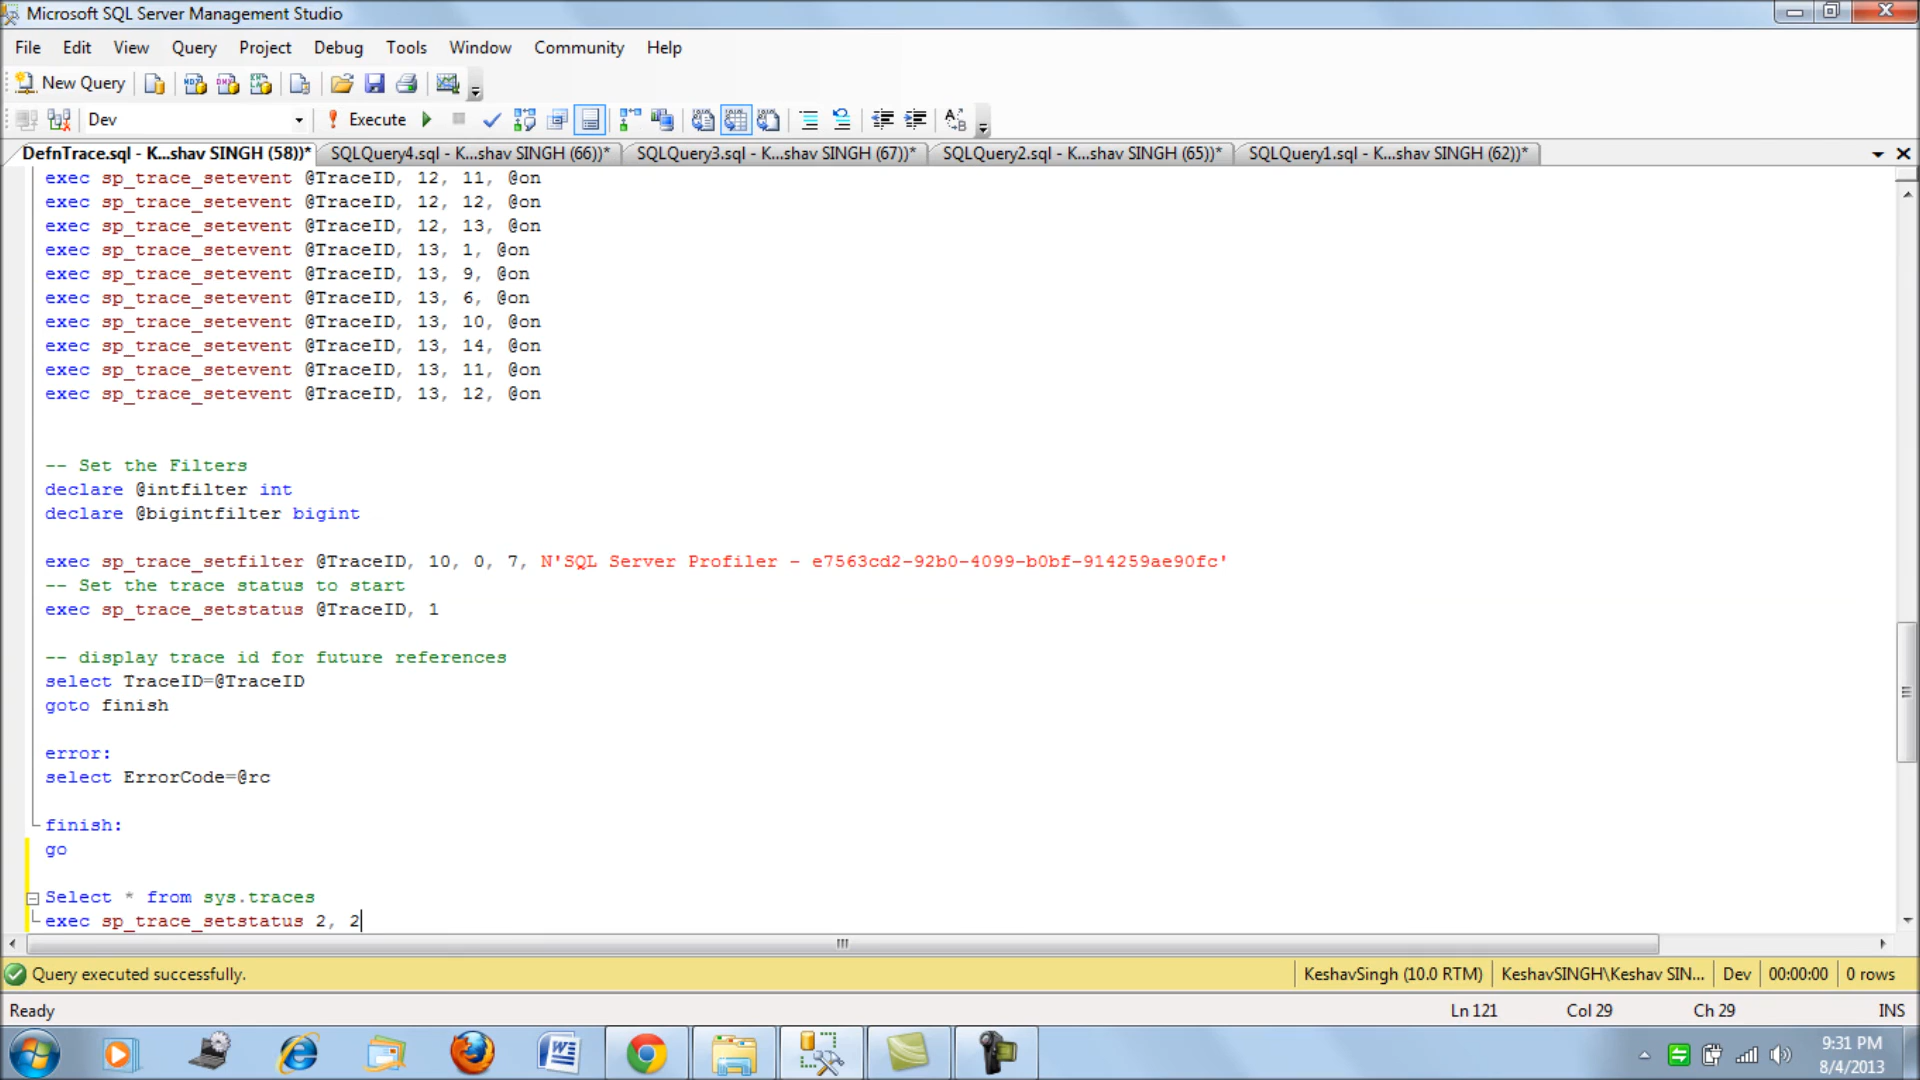 Microsoft SQL Server Management Studio
File Edit View Query Project Debug Tools Window Community Help
New Query
Dev Execute
DefnTrace.sql - K...shav SINGH (58))* SQLQuery4.sql - K...shav SINGH (66))* SQLQuery3.sql - K...shav SINGH (67))* SQLQuery2.sql - K...shav SINGH (65))* SQLQuery1.sql - K...shav SINGH (62))*
exec sp_trace_setevent @TraceID, 12, 11, @on
exec sp_trace_setevent @TraceID, 12, 12, @on
exec sp_trace_setevent @TraceID, 12, 13, @on
exec sp_trace_setevent @TraceID, 13, 1, @on
exec sp_trace_setevent @TraceID, 13, 9, @on
exec sp_trace_setevent @TraceID, 13, 6, @on
exec sp_trace_setevent @TraceID, 13, 10, @on
exec sp_trace_setevent @TraceID, 13, 14, @on
exec sp_trace_setevent @TraceID, 13, 11, @on
exec sp_trace_setevent @TraceID, 13, 12, @on
-- Set the Filters
declare @intfilter int
declare @bigintfilter bigint
exec sp_trace_setfilter @TraceID, 10, 0, 7, N'SQL Server Profiler - e7563cd2-92b0-4099-b0bf-914259ae90fc'
-- Set the trace status to start
exec sp_trace_setstatus @TraceID, 1
-- display trace id for future references
select TraceID=@TraceID
goto finish
error:
select ErrorCode=@rc
finish:
go
Select * from sys.traces
exec sp_trace_setstatus 2, 2
Query executed successfully. KeshavSingh (10.0 RTM) KeshavSINGH\Keshav SIN... Dev 00:00:00 0 rows
Ready Ln 121 Col 29 Ch 29 INS
9:31 PM
8/4/2013